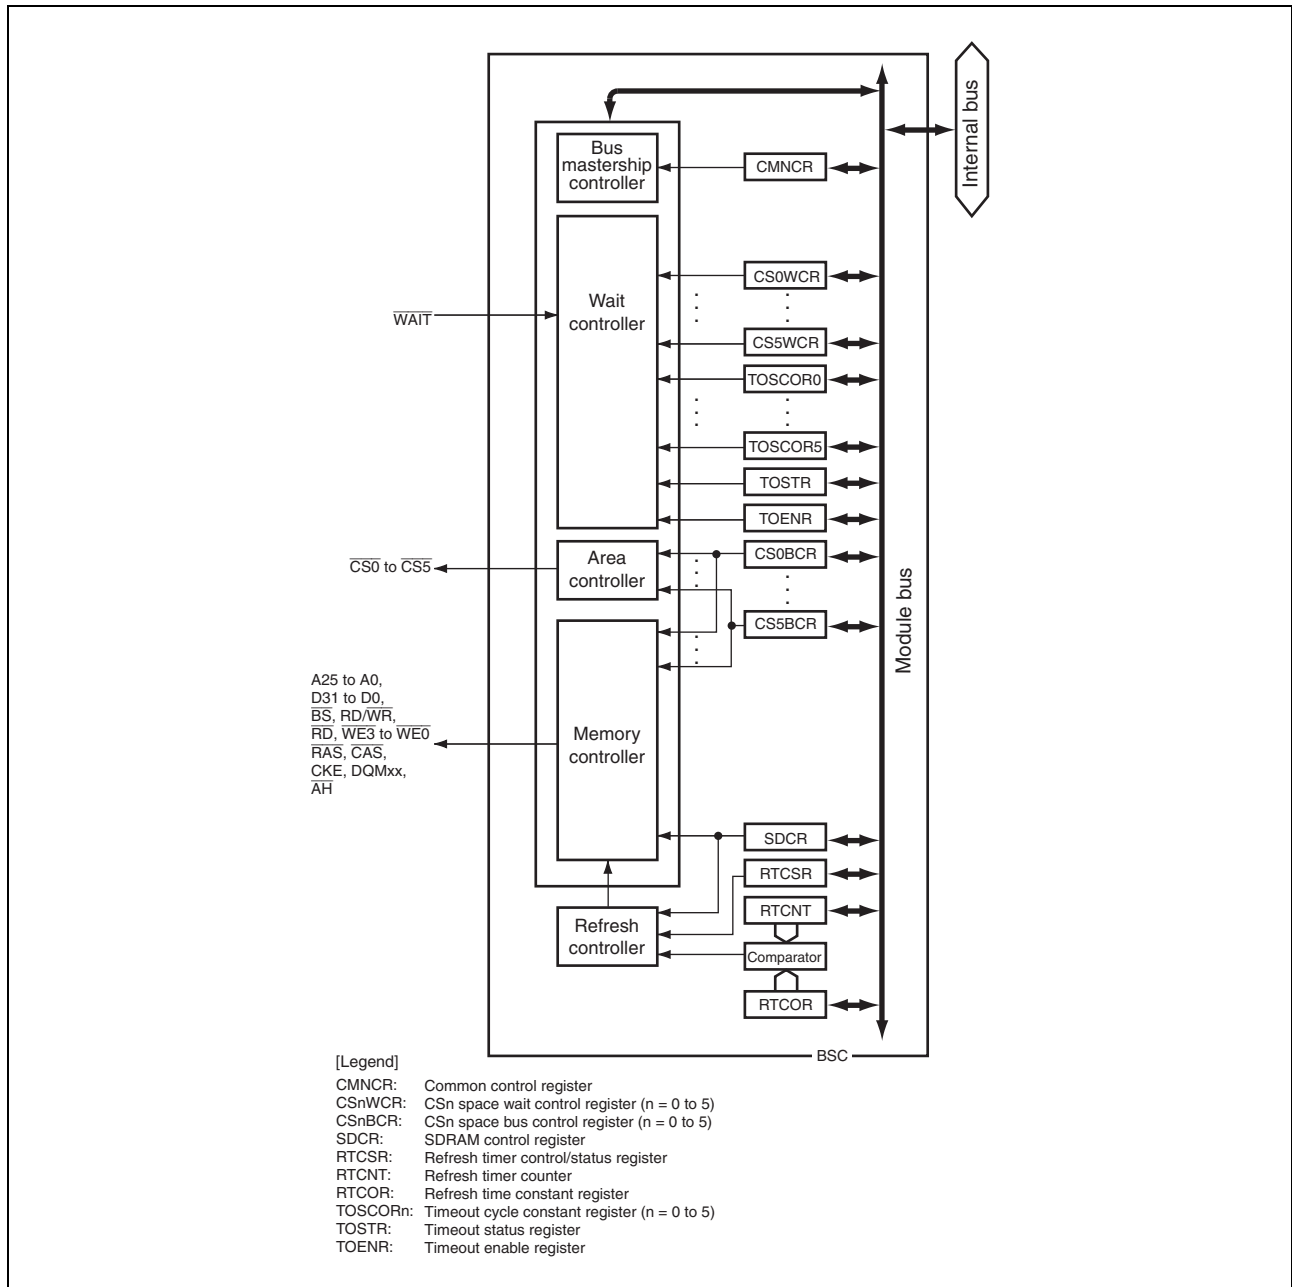 Internal bus
Bus
mastership
controller
CMNCR
Wait
controller
CS0WCR
WAIT
CS5WCR
TOSCOR0
TOSCOR5
TOSTR
TOENR
CS0 to CS5
Area
controller
CS0BCR
CS5BCR
Module bus
A25 to A0,
D31 to D0,
BS, RD/WR,
RD, WE3 to WE0
RAS, CAS,
CKE, DQMxx,
AH
Memory
controller
SDCR
RTCSR
RTCNT
Refresh
controller
Comparator
RTCOR
BSC
[Legend]
CMNCR: Common control register
CSnWCR: CSn space wait control register (n = 0 to 5)
CSnBCR: CSn space bus control register (n = 0 to 5)
SDCR: SDRAM control register
RTCSR: Refresh timer control/status register
RTCNT: Refresh timer counter
RTCOR: Refresh time constant register
TOSCORn: Timeout cycle constant register (n = 0 to 5)
TOSTR: Timeout status register
TOENR: Timeout enable register